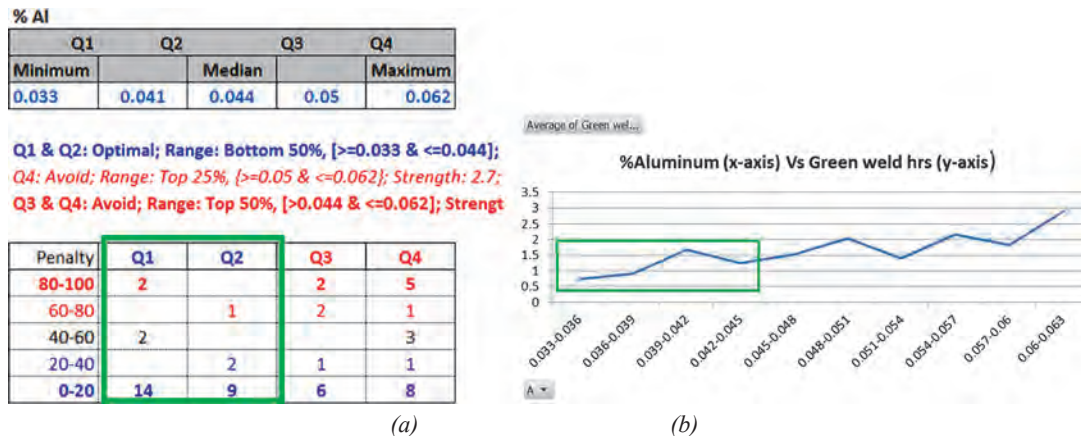 % Al
Q1 Q2 Q3 Q4
Minimum Median Maximum
0.033 0.041 0.044 0.05 0.062
Q1 & Q2: Optimal; Range: Bottom 50%, [>=0.033 & <=0.044];
Q4: Avoid; Range: Top 25%, {>=0.05 & <=0.062}; Strength: 2.7;
Q3 & Q4: Avoid; Range: Top 50%, [>0.044 & <=0.062]; Strengt
Penalty Q1 Q2 Q3 Q4
80-100 2 2 5
60-80 1 2 1
40-60 2 3
20-40 2 1 1
0-20 14 9 6 8
(a)
Average of Green wel...
%Aluminum (x-axis) Vs Green weld hrs (y-axis)
3.5
3
2.5
2
1.5
1
0.5
0
0.033-0.036
0.036-0.039
0.039-0.042
0.042-0.045
0.045-0.048
0.048-0.051
0.051-0.054
0.054-0.057
0.057-0.06
0.06-0.063
A
(b)